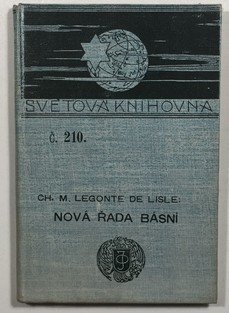 SVĚTOVÁ KNIHOVNA
Č. 210.
CH. M. LEGONTE DE LISLE:
NOVÁ ŘADA BÁSNÍ